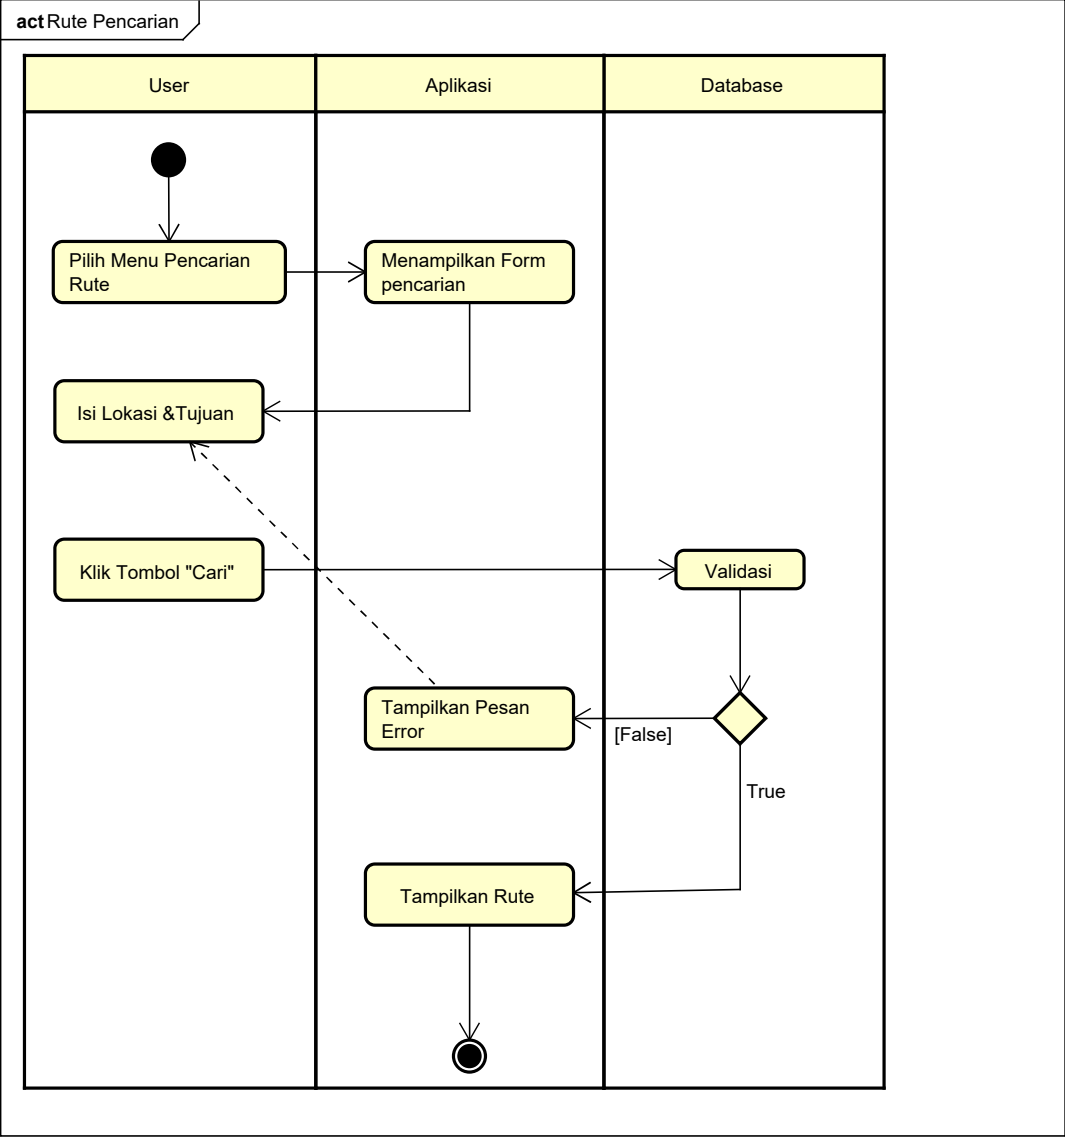 act Rute Pencarian
User
Aplikasi
Database
Pilih Menu Pencarian
Rute
Menampilkan Form
pencarian
Isi Lokasi &Tujuan
Klik Tombol "Cari"
Validasi
Tampilkan Pesan
Error
[False]
True
Tampilkan Rute